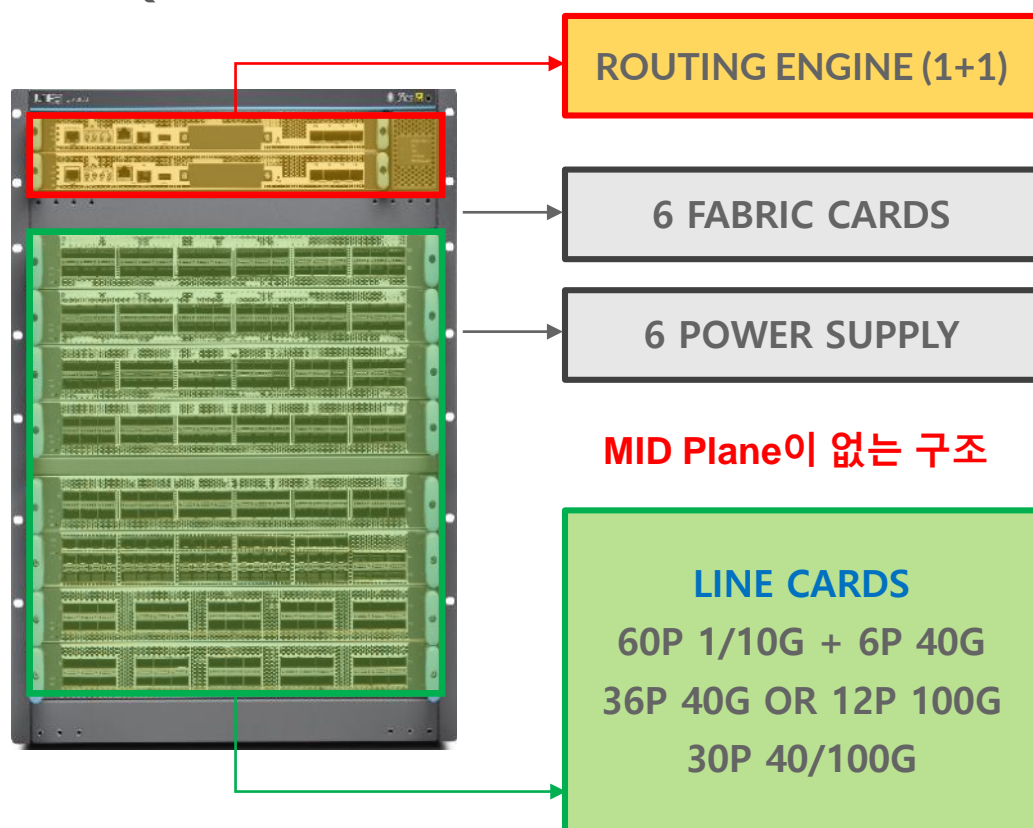 ROUTING ENGINE (1+1)
6 FABRIC CARDS
6 POWER SUPPLY
MID Plane이 없는 구조
LINE CARDS
60P 1/10G + 6P 40G
36P 40G OR 12P 100G
30P 40/100G